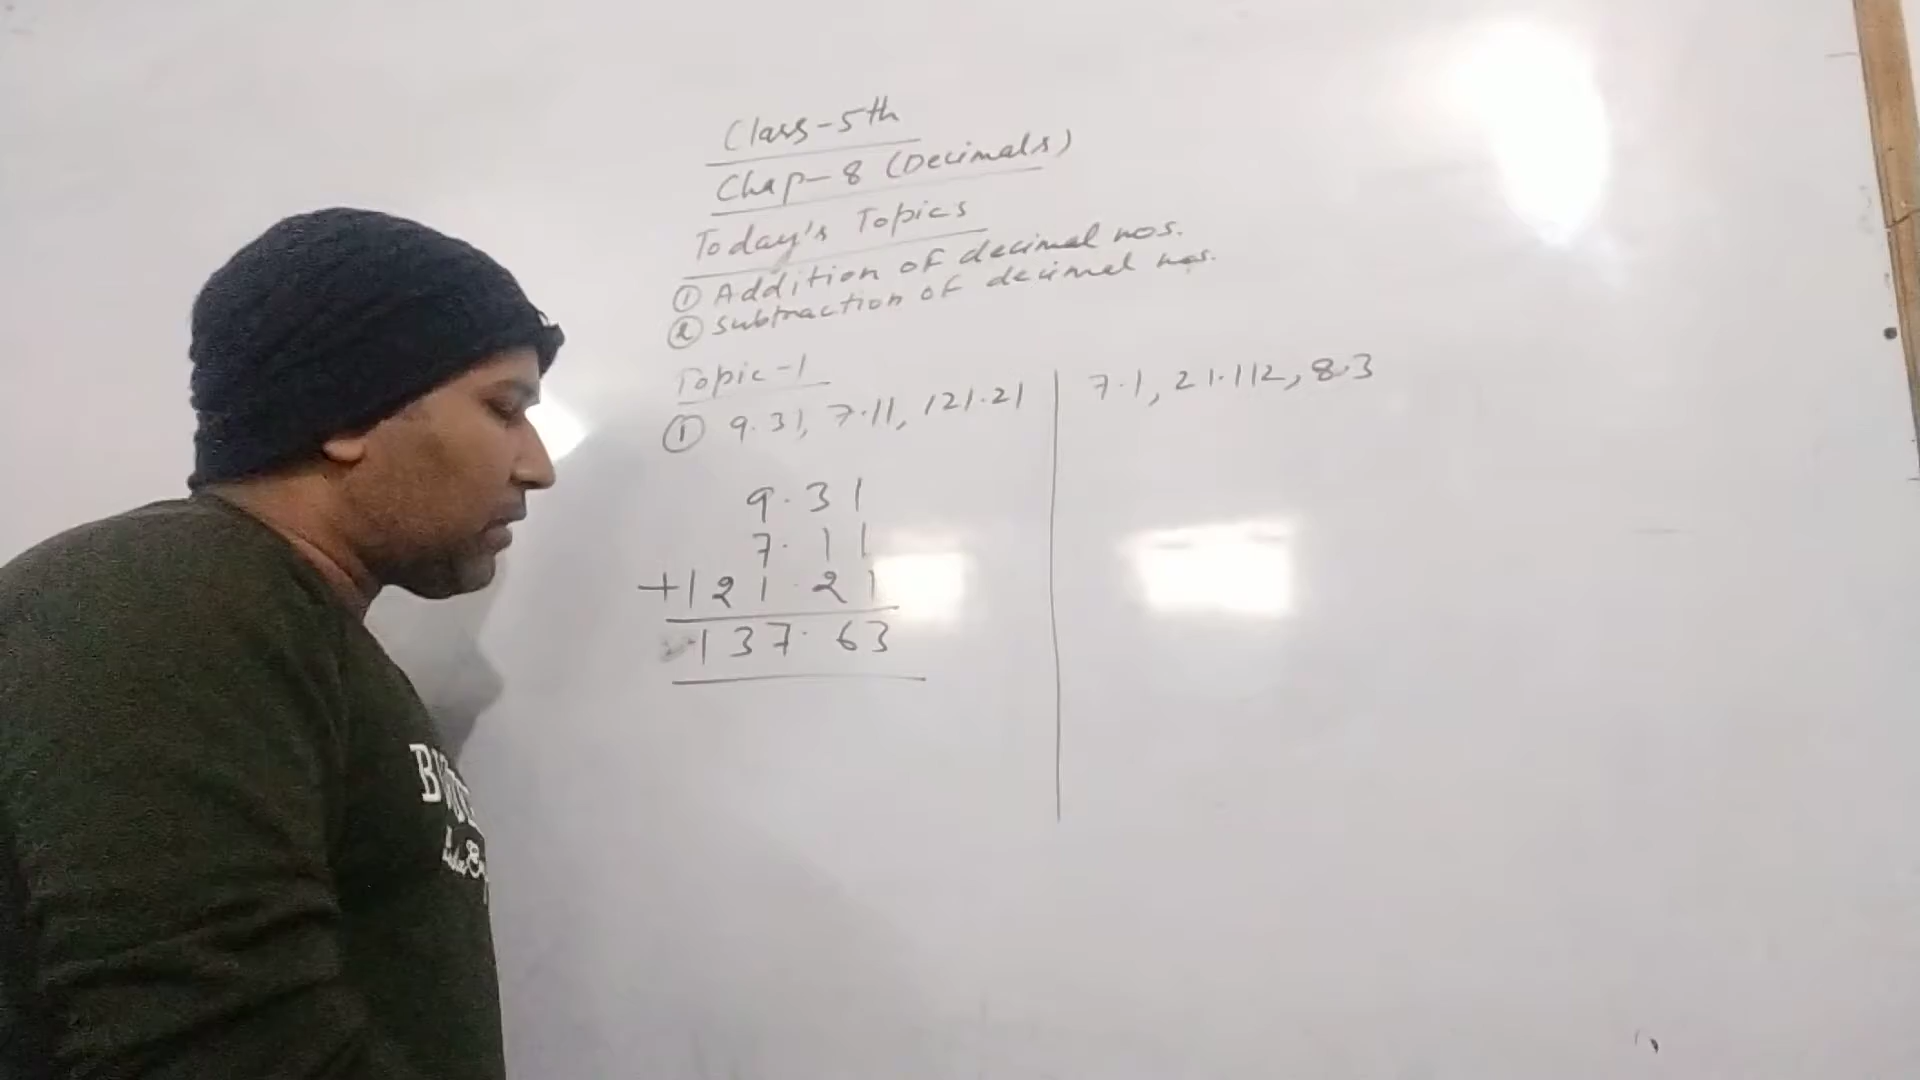 Class-5th
Chap-8 (Decimals)
Today's Topics
① Addition of decimal nos.
② Subtraction of decimal nos.
Topic-1
① 9.31, 7.11, 121.21
9.31
7.11
+121.21
137.63
7.1, 21.112, 8.3